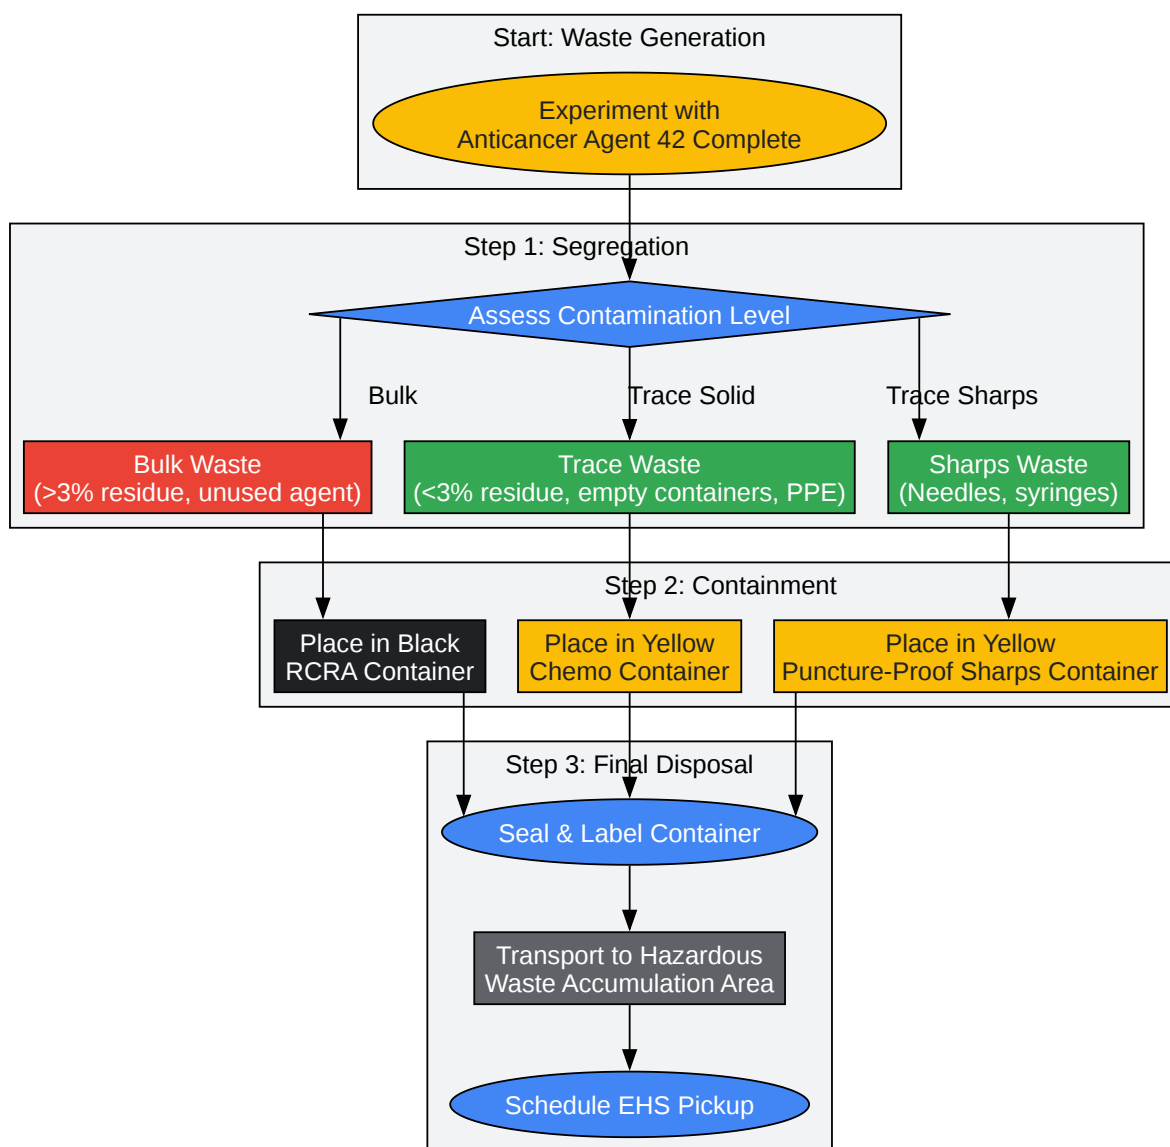 Start: Waste Generation
Experiment with
Anticancer Agent 42 Complete
Step 1: Segregation
Assess Contamination Level
Bulk
Trace Solid
Trace Sharps
Bulk Waste
(>3% residue, unused agent)
Trace Waste
(<3% residue, empty containers, PPE)
Sharps Waste
(Needles, syringes)
Step 2: Containment
Place in Black
RCRA Container
Place in Yellow
Chemo Container
Place in Yellow
Puncture-Proof Sharps Container
Step 3: Final Disposal
Seal & Label Container
Transport to Hazardous
Waste Accumulation Area
Schedule EHS Pickup